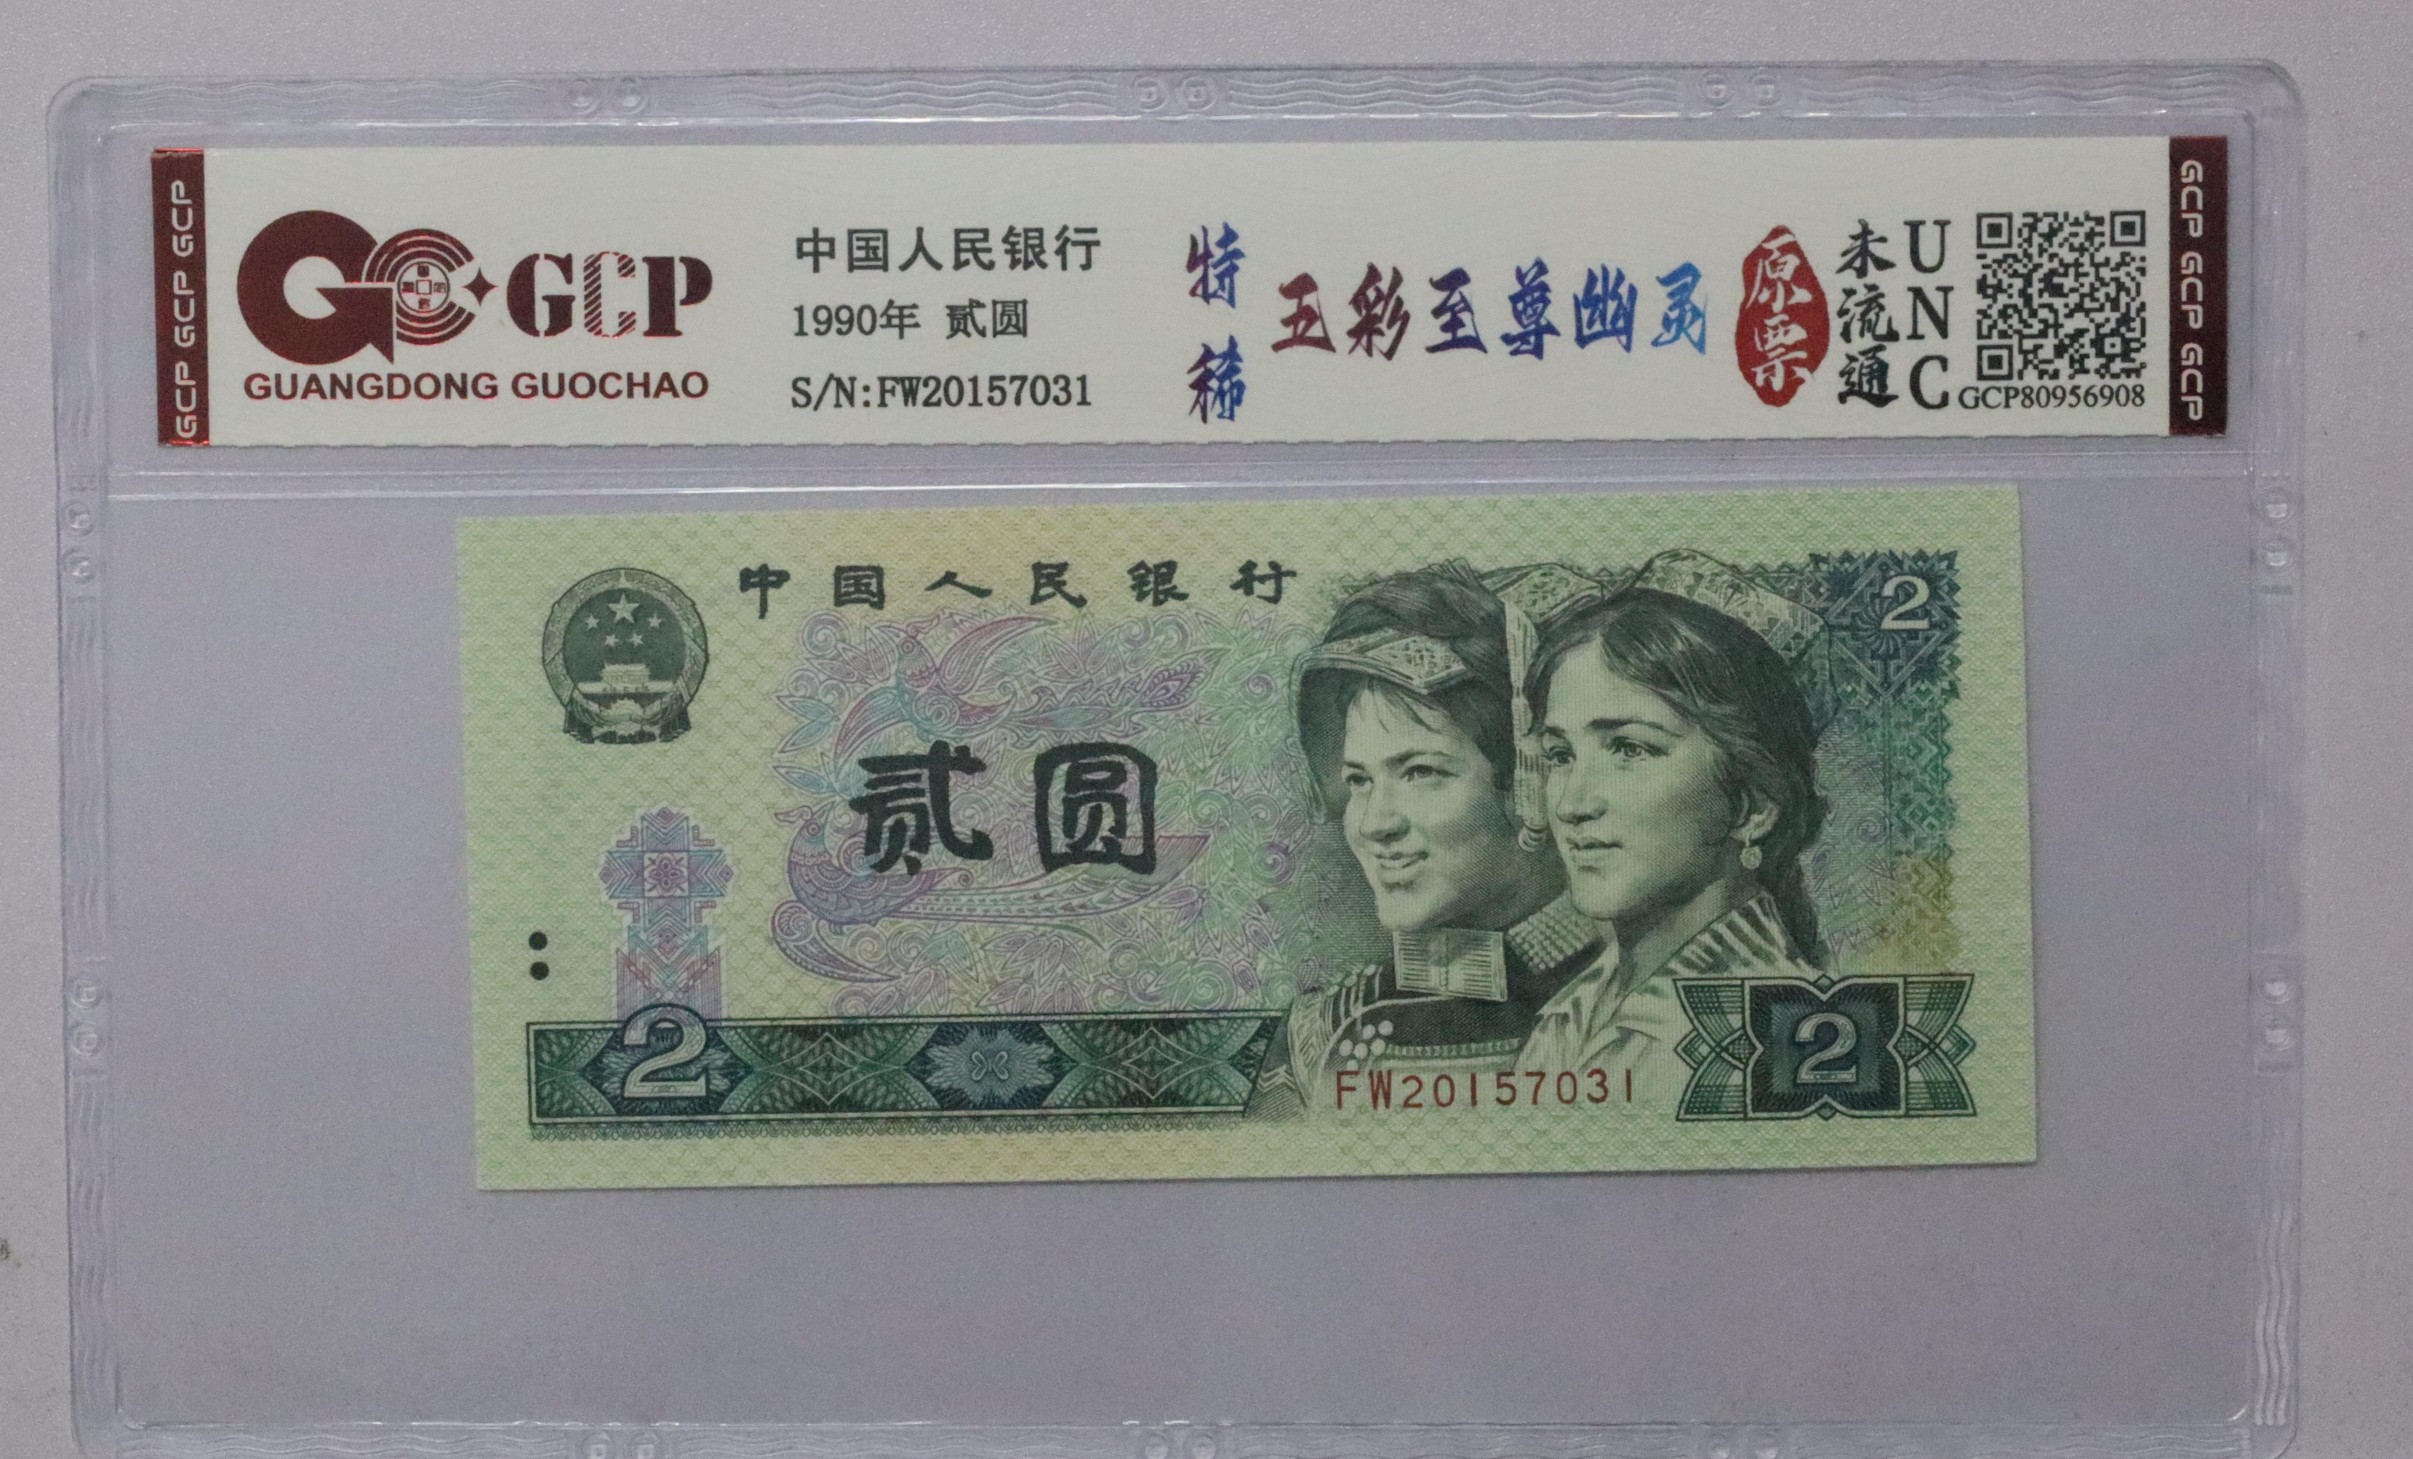 GCP GCP GCP
GCP
GUANGDONG GUOCHAO
中国人民银行
1990年 贰圆
S/N:FW20157031
特稀
五彩至尊幽灵
原票
未流通
UNC
GCP80956908
GCP GCP GCP
中国人民银行
2
贰圆
2
2
FW20157031